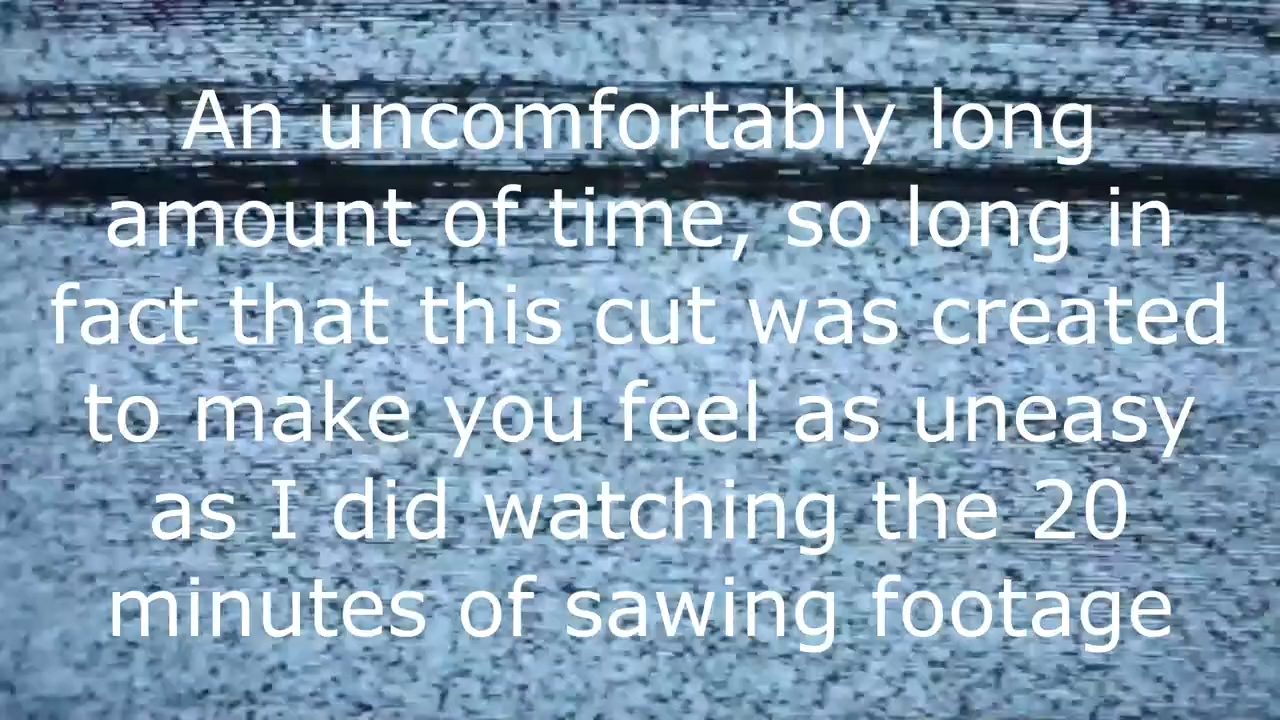 An uncomfortably long
amount of time, so long in
fact that this cut was created
to make you feel as uneasy
as I did watching the 20
minutes of sawing footage